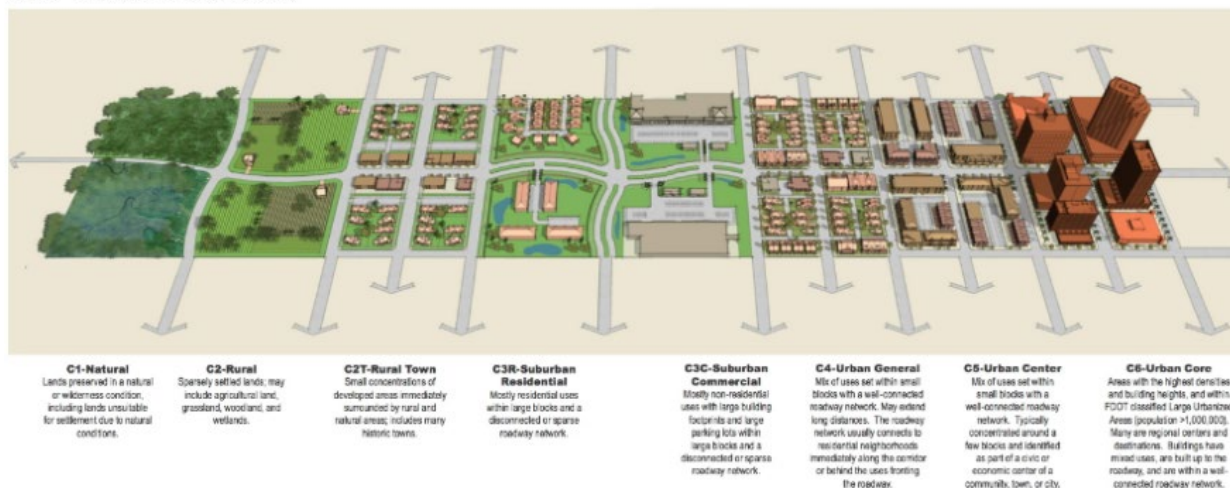 C1-Natural
Lands preserved in a natural
or wilderness condition,
including lands unsuitable
for settlement due to natural
conditions.
C2-Rural
Sparsely settled lands; may
include agricultural land,
grassland, woodland, and
wetlands.
C2T-Rural Town
Small concentrations of
developed areas immediately
surrounded by rural and
natural areas; includes many
historic towns.
C3R-Suburban
Residential
Mostly residential uses
within large blocks and a
disconnected or sparse
roadway network.
C3C-Suburban
Commercial
Mostly non-residential
uses with large building
footprints and large
parking lots within
large blocks and a
disconnected or sparse
roadway network.
C4-Urban General
Mix of uses set within small
blocks with a well-connected
roadway network. May extend
long distances. The roadway
network usually connects to
residential neighborhoods
immediately along the corridor
or behind the uses fronting
the roadway.
C5-Urban Center
Mix of uses set within
small blocks with a
well-connected roadway
network. Typically
concentrated around a
few blocks and identified
as part of a civic or
economic center of a
community, town, or city.
C6-Urban Core
Areas with the highest densities
and building heights, and within
FDOT classified Large Urbanized
Areas (population >1,000,000).
Many are regional centers and
destinations. Buildings have
mixed uses, are built up to the
roadway, and are within a well-
connected roadway network.